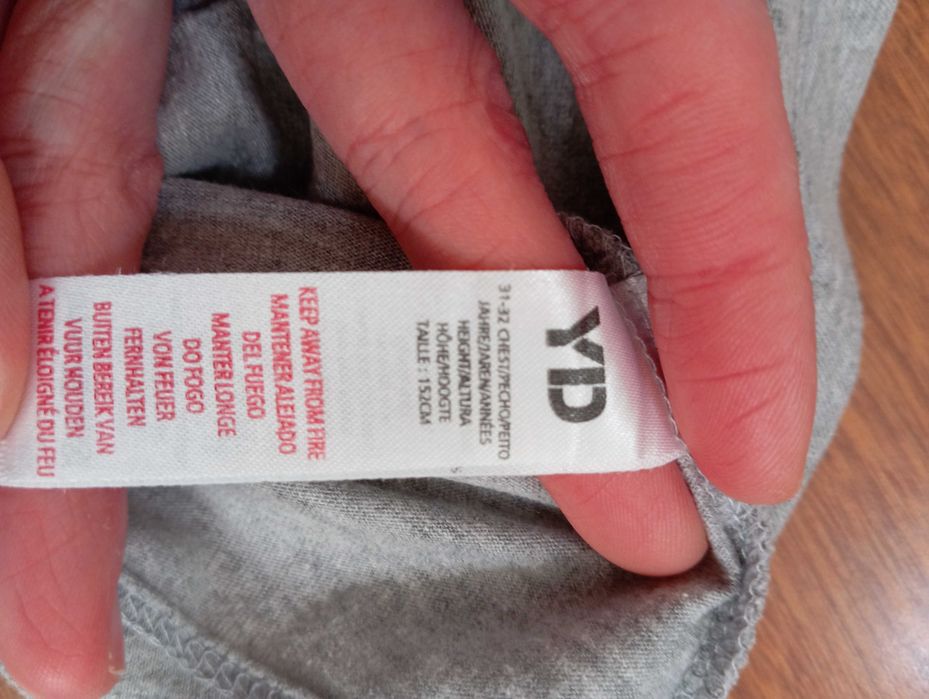 YD
31-32 CHEST/PECHO/PEITO
JAHRE/JAREN/ANNÉES
HEIGHT/ALTURA
HÖHE/HOOGTE
TAILLE : 152CM
KEEP AWAY FROM FIRE
MANTENER ALEJADO
DEL FUEGO
MANTER LONGE
DO FOGO
VON FEUER
FERNHALTEN
BUITEN BEREIK VAN
VUUR HOUDEN
A TENIR ÉLOIGNÉ DU FEU